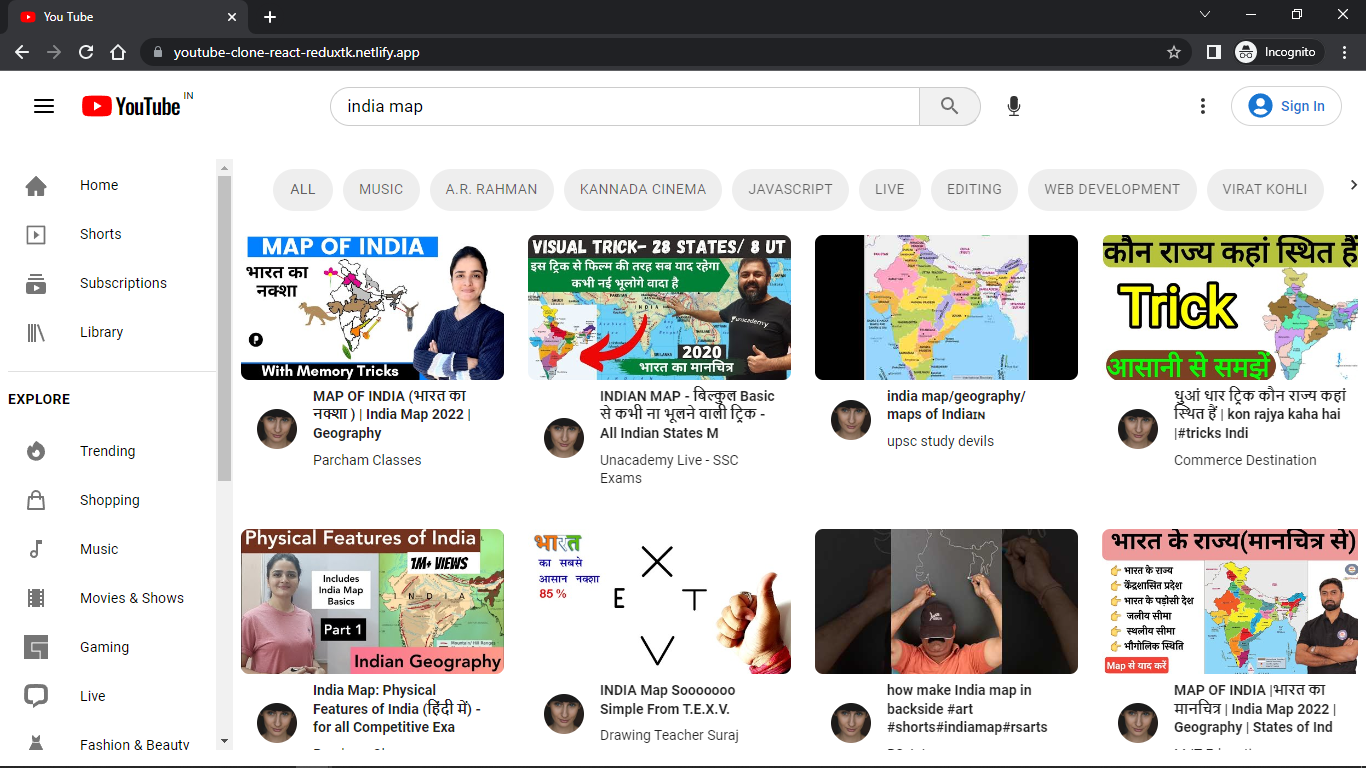 You Tube
youtube-clone-react-reduxtk.netlify.app
Incognito
YouTube IN
india map
Sign In
Home
Shorts
Subscriptions
Library
EXPLORE
Trending
Shopping
Music
Movies & Shows
Gaming
Live
Fashion & Beauty
ALL
MUSIC
A.R. RAHMAN
KANNADA CINEMA
JAVASCRIPT
LIVE
EDITING
WEB DEVELOPMENT
VIRAT KOHLI
MAP OF INDIA
भारत का
नक्शा
With Memory Tricks
MAP OF INDIA (भारत का
नक्शा ) | India Map 2022 |
Geography
Parcham Classes
VISUAL TRICK- 28 STATES/ 8 UT
इस ट्रिक से फिल्म की तरह सब याद रहेगा
कभी नई भूलोगे वादा है
INDIA
unacademy
2020
भारत का मानचित्र
INDIAN MAP - बिल्कुल Basic
से कभी ना भूलने वाली ट्रिक -
All Indian States M
Unacademy Live - SSC
Exams
india map/geography/
maps of Indiaɪɴ
upsc study devils
कौन राज्य कहां स्थित हैं
Trick
आसानी से समझें
धुआं धार ट्रिक कौन राज्य कहां
स्थित हैं | kon rajya kaha hai
|#tricks Indi
Commerce Destination
Physical Features of India
1M+ VIEWS
Includes
India Map
Basics
Part 1
INDIA
Indian Geography
India Map: Physical
Features of India (हिंदी में) -
for all Competitive Exa
भारत
का सबसे
आसान नक्शा
85 %
X
E T
V
INDIA Map Sooooooo
Simple From T.E.X.V.
Drawing Teacher Suraj
how make India map in
backside #art
#shorts#indiamap#rsarts
भारत के राज्य(मानचित्र से)
भारत के राज्य
केंद्रशासित प्रदेश
भारत के पड़ोसी देश
जलीय सीमा
स्थलीय सीमा
भौगोलिक स्थिति
Map से याद करें
MAP OF INDIA |भारत का
मानचित्र | India Map 2022 |
Geography | States of Ind